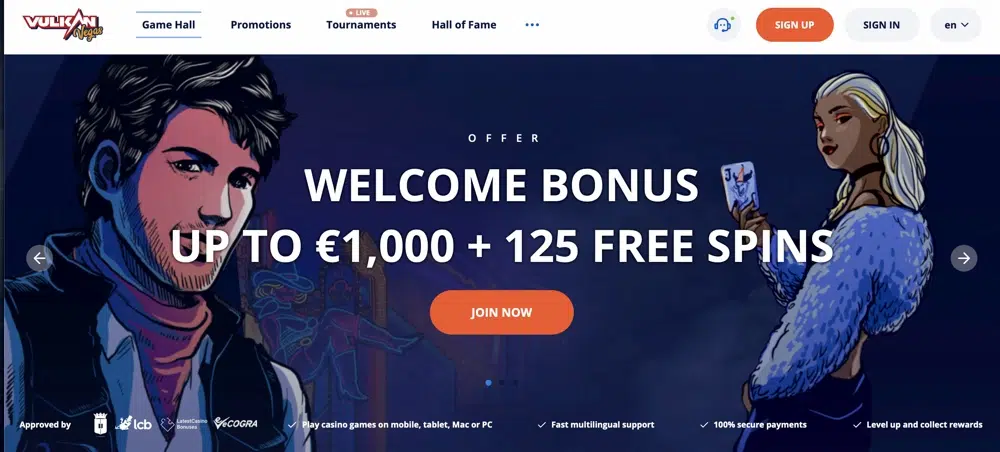 VULKAN
Vegas
Game Hall
Promotions
LIVE
Tournaments
Hall of Fame
SIGN UP
SIGN IN
en
OFFER
WELCOME BONUS
UP TO €1,000 + 125 FREE SPINS
JOIN NOW
J
Approved by
lcb
LatestCasino
Bonuses
eCOGRA
Play casino games on mobile, tablet, Mac or PC
Fast multilingual support
100% secure payments
Level up and collect rewards